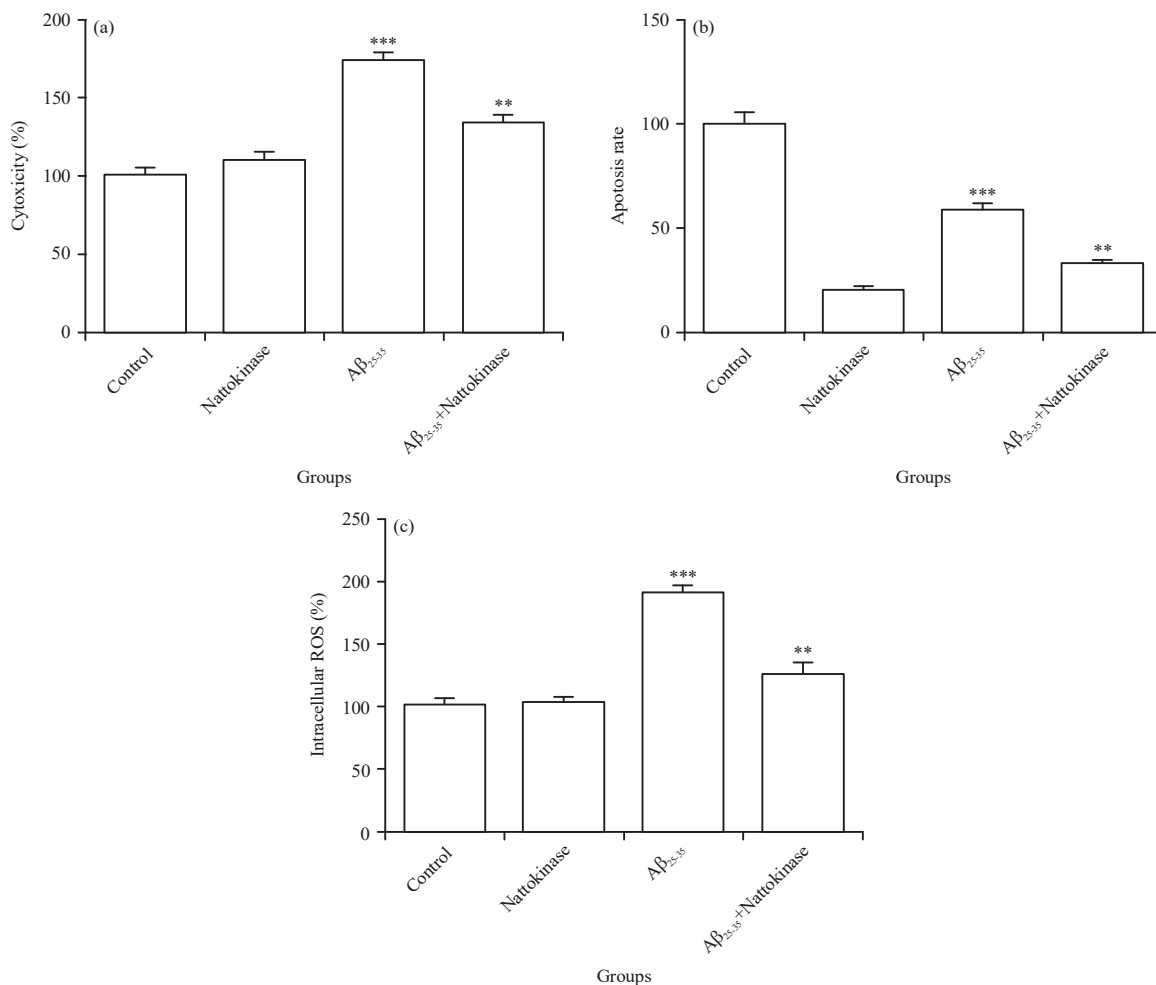 (a)
200
150
100
50
0
Cytoxicity (%)
***
**
Control
Nattokinase
Aβ25-35
Aβ25-35+Nattokinase
Groups
(b)
150
100
50
0
Apotosis rate
***
**
Control
Nattokinase
Aβ25-35
Aβ25-35+Nattokinase
Groups
(c)
250
200
150
100
50
0
Intracellular ROS (%)
***
**
Control
Nattokinase
Aβ25-35
Aβ25-35+Nattokinase
Groups